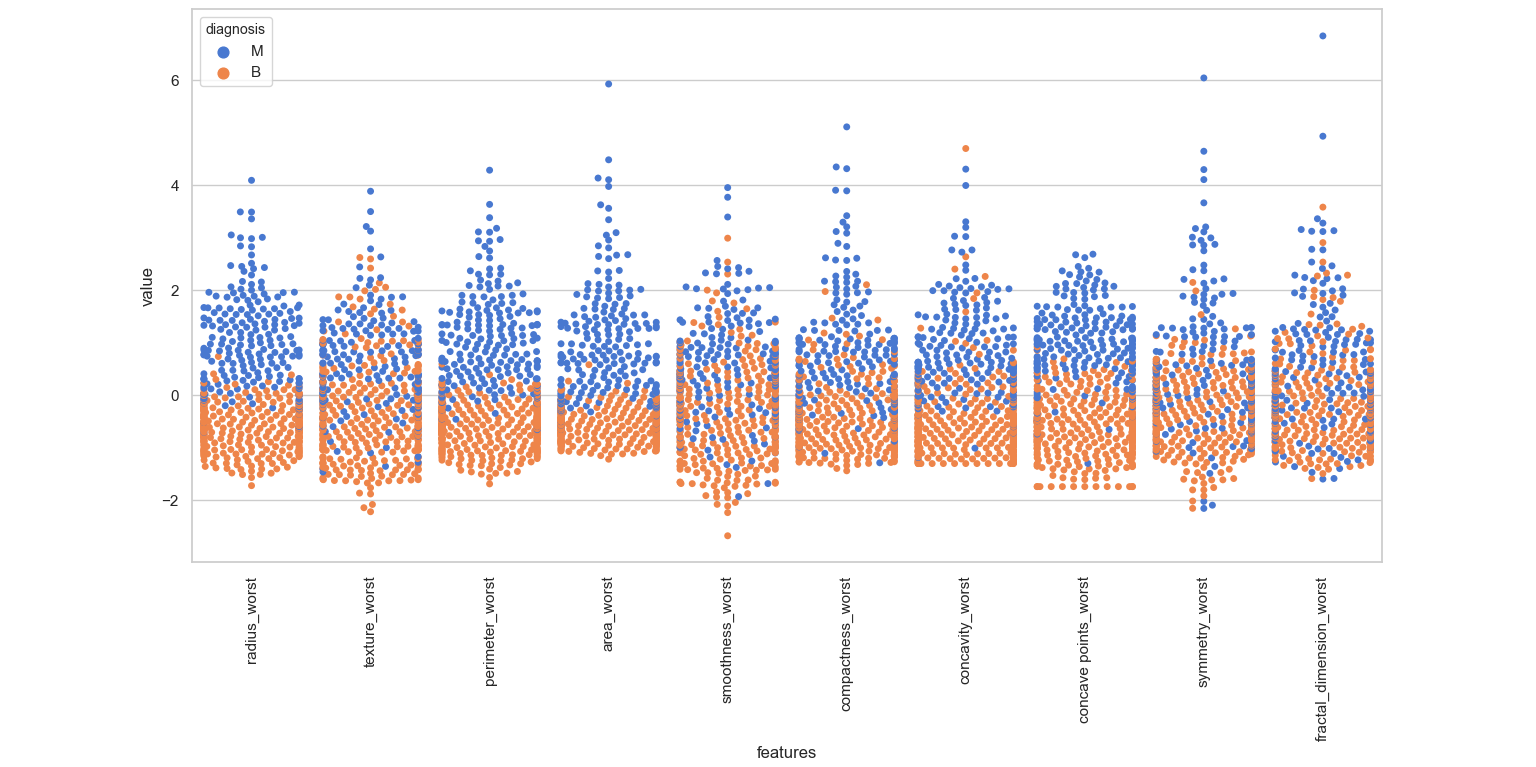 diagnosis
M
B
6
4
2
0
−2
value
radius_worst
texture_worst
perimeter_worst
area_worst
smoothness_worst
compactness_worst
concavity_worst
concave points_worst
symmetry_worst
fractal_dimension_worst
features